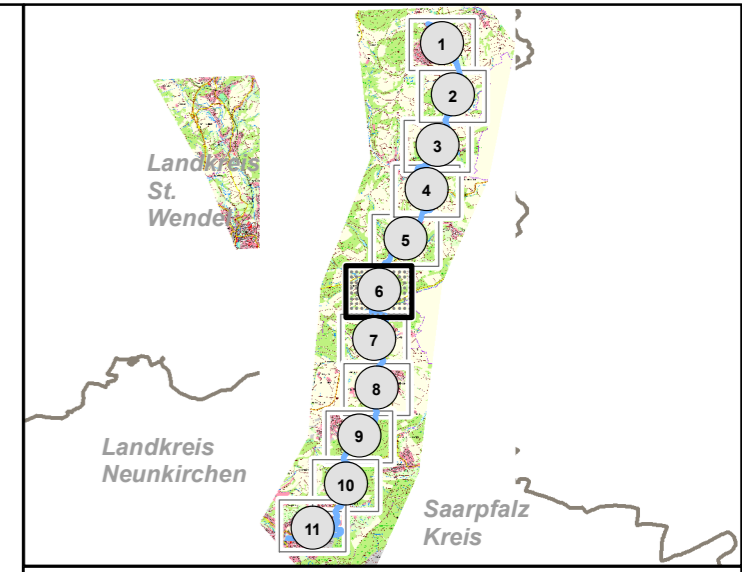 1
2
3
Landkreis
St.
Wendel
4
5
6
7
8
9
Landkreis
Neunkirchen
10
Saarpfalz
Kreis
11